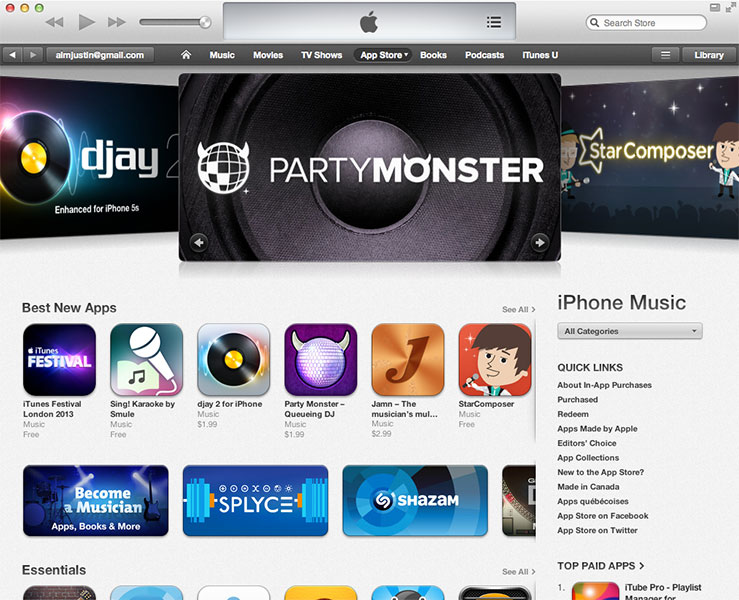 Search Store
almjustin@gmail.com
Music
Movies
TV Shows
App Store
Books
Podcasts
iTunes U
Library
djay 2
Enhanced for iPhone 5s
PARTYMONSTER
StarComposer
Best New Apps
See All >
iTunes
FESTIVAL
J
iTunes Festival
London 2013
Music
Free
Sing! Karaoke by
Smule
Music
Free
djay 2 for iPhone
Music
$1.99
Party Monster –
Queueing DJ
Music
$1.99
Jamn – The
musician's mul...
Music
$2.99
StarComposer
Music
Free
Become
a Musician
Apps, Books & More
SPLYCE
SHAZAM
Essentials
See All >
iPhone Music
All Categories
QUICK LINKS
About In-App Purchases
Purchased
Redeem
Apps Made by Apple
Editors' Choice
App Collections
New to the App Store?
Made in Canada
Apps québécoises
App Store on Facebook
App Store on Twitter
TOP PAID APPS >
1.
iTube Pro - Playlist
Manager for